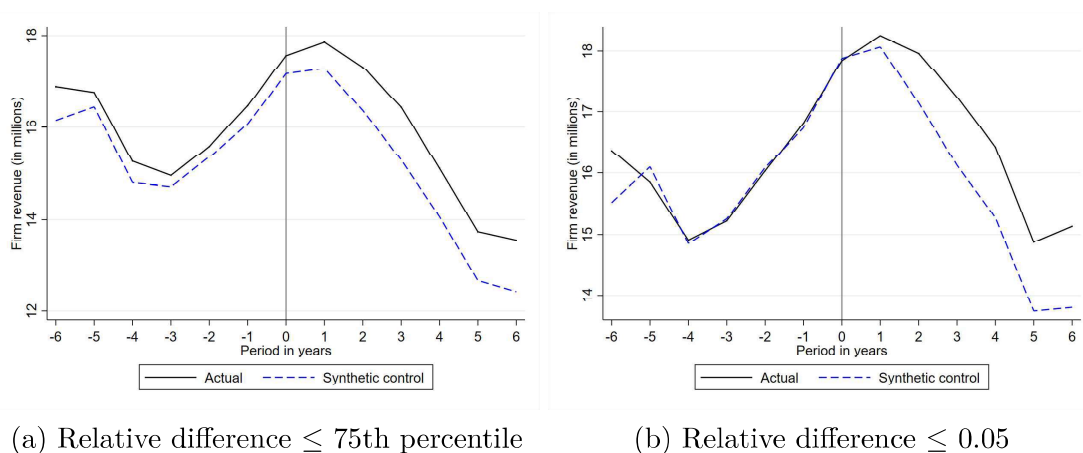 18
16
14
12
Firm revenue (in millions)
-6 -5 -4 -3 -2 -1 0 1 2 3 4 5 6
Period in years
Actual Synthetic control
(a) Relative difference ≤ 75th percentile
18
17
16
15
14
Firm revenue (in millions)
-6 -5 -4 -3 -2 -1 0 1 2 3 4 5 6
Period in years
Actual Synthetic control
(b) Relative difference ≤ 0.05